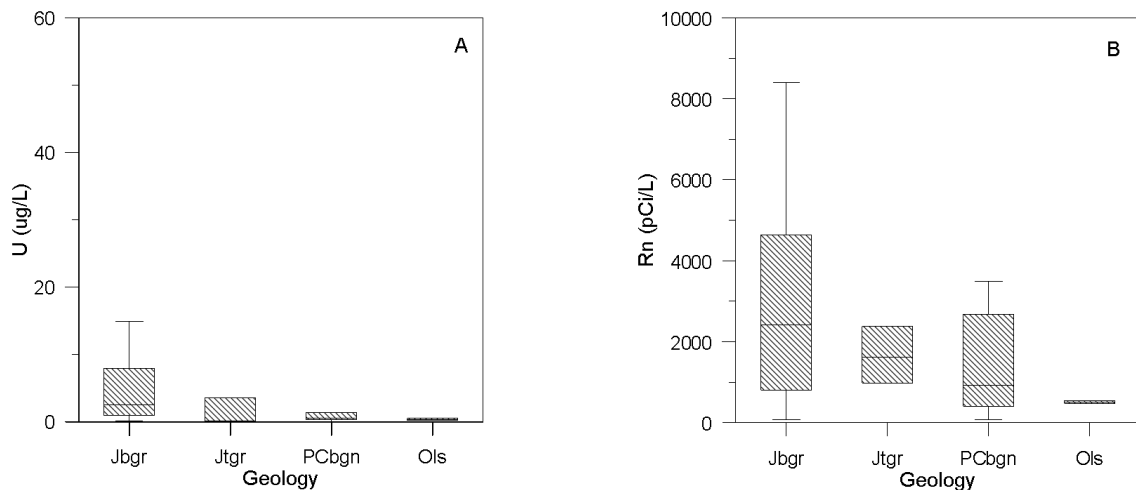 A
60
40
20
0
U (ug/L)
Jbgr Jtgr PCbgn Ols
Geology
B
10000
8000
6000
4000
2000
0
Rn (pCi/L)
Jbgr Jtgr PCbgn Ols
Geology